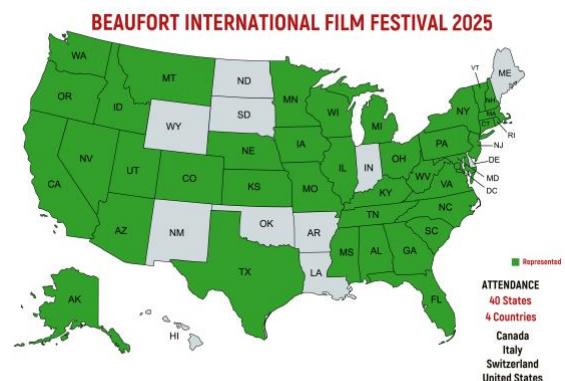 BEAUFORT INTERNATIONAL FILM FESTIVAL 2025
WA
MT
ND
MN
VT
ME
OR
ID
SD
WI
MI
NY
NH
MA
WY
CT
RI
NV
NE
IA
PA
NJ
UT
CO
IL
IN
OH
DE
CA
KS
MO
WV
VA
MD
KY
DC
AZ
NM
OK
AR
TN
NC
TX
MS
AL
GA
SC
LA
FL
AK
HI
Represented
ATTENDANCE
40 States
4 Countries
Canada
Italy
Switzerland
United States